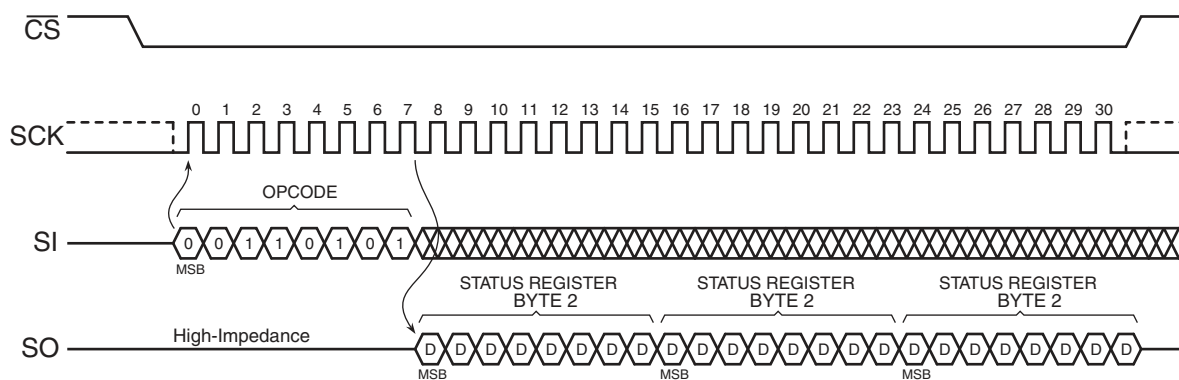 CS
0 1 2 3 4 5 6 7 8 9 10 11 12 13 14 15 16 17 18 19 20 21 22 23 24 25 26 27 28 29 30
SCK
OPCODE
SI 0 0 1 1 0 1 0 1
MSB
STATUS REGISTER BYTE 2 STATUS REGISTER BYTE 2 STATUS REGISTER BYTE 2
High-Impedance
SO D D D D D D D D D D D D D D D D D D D D D D D D
MSB MSB MSB